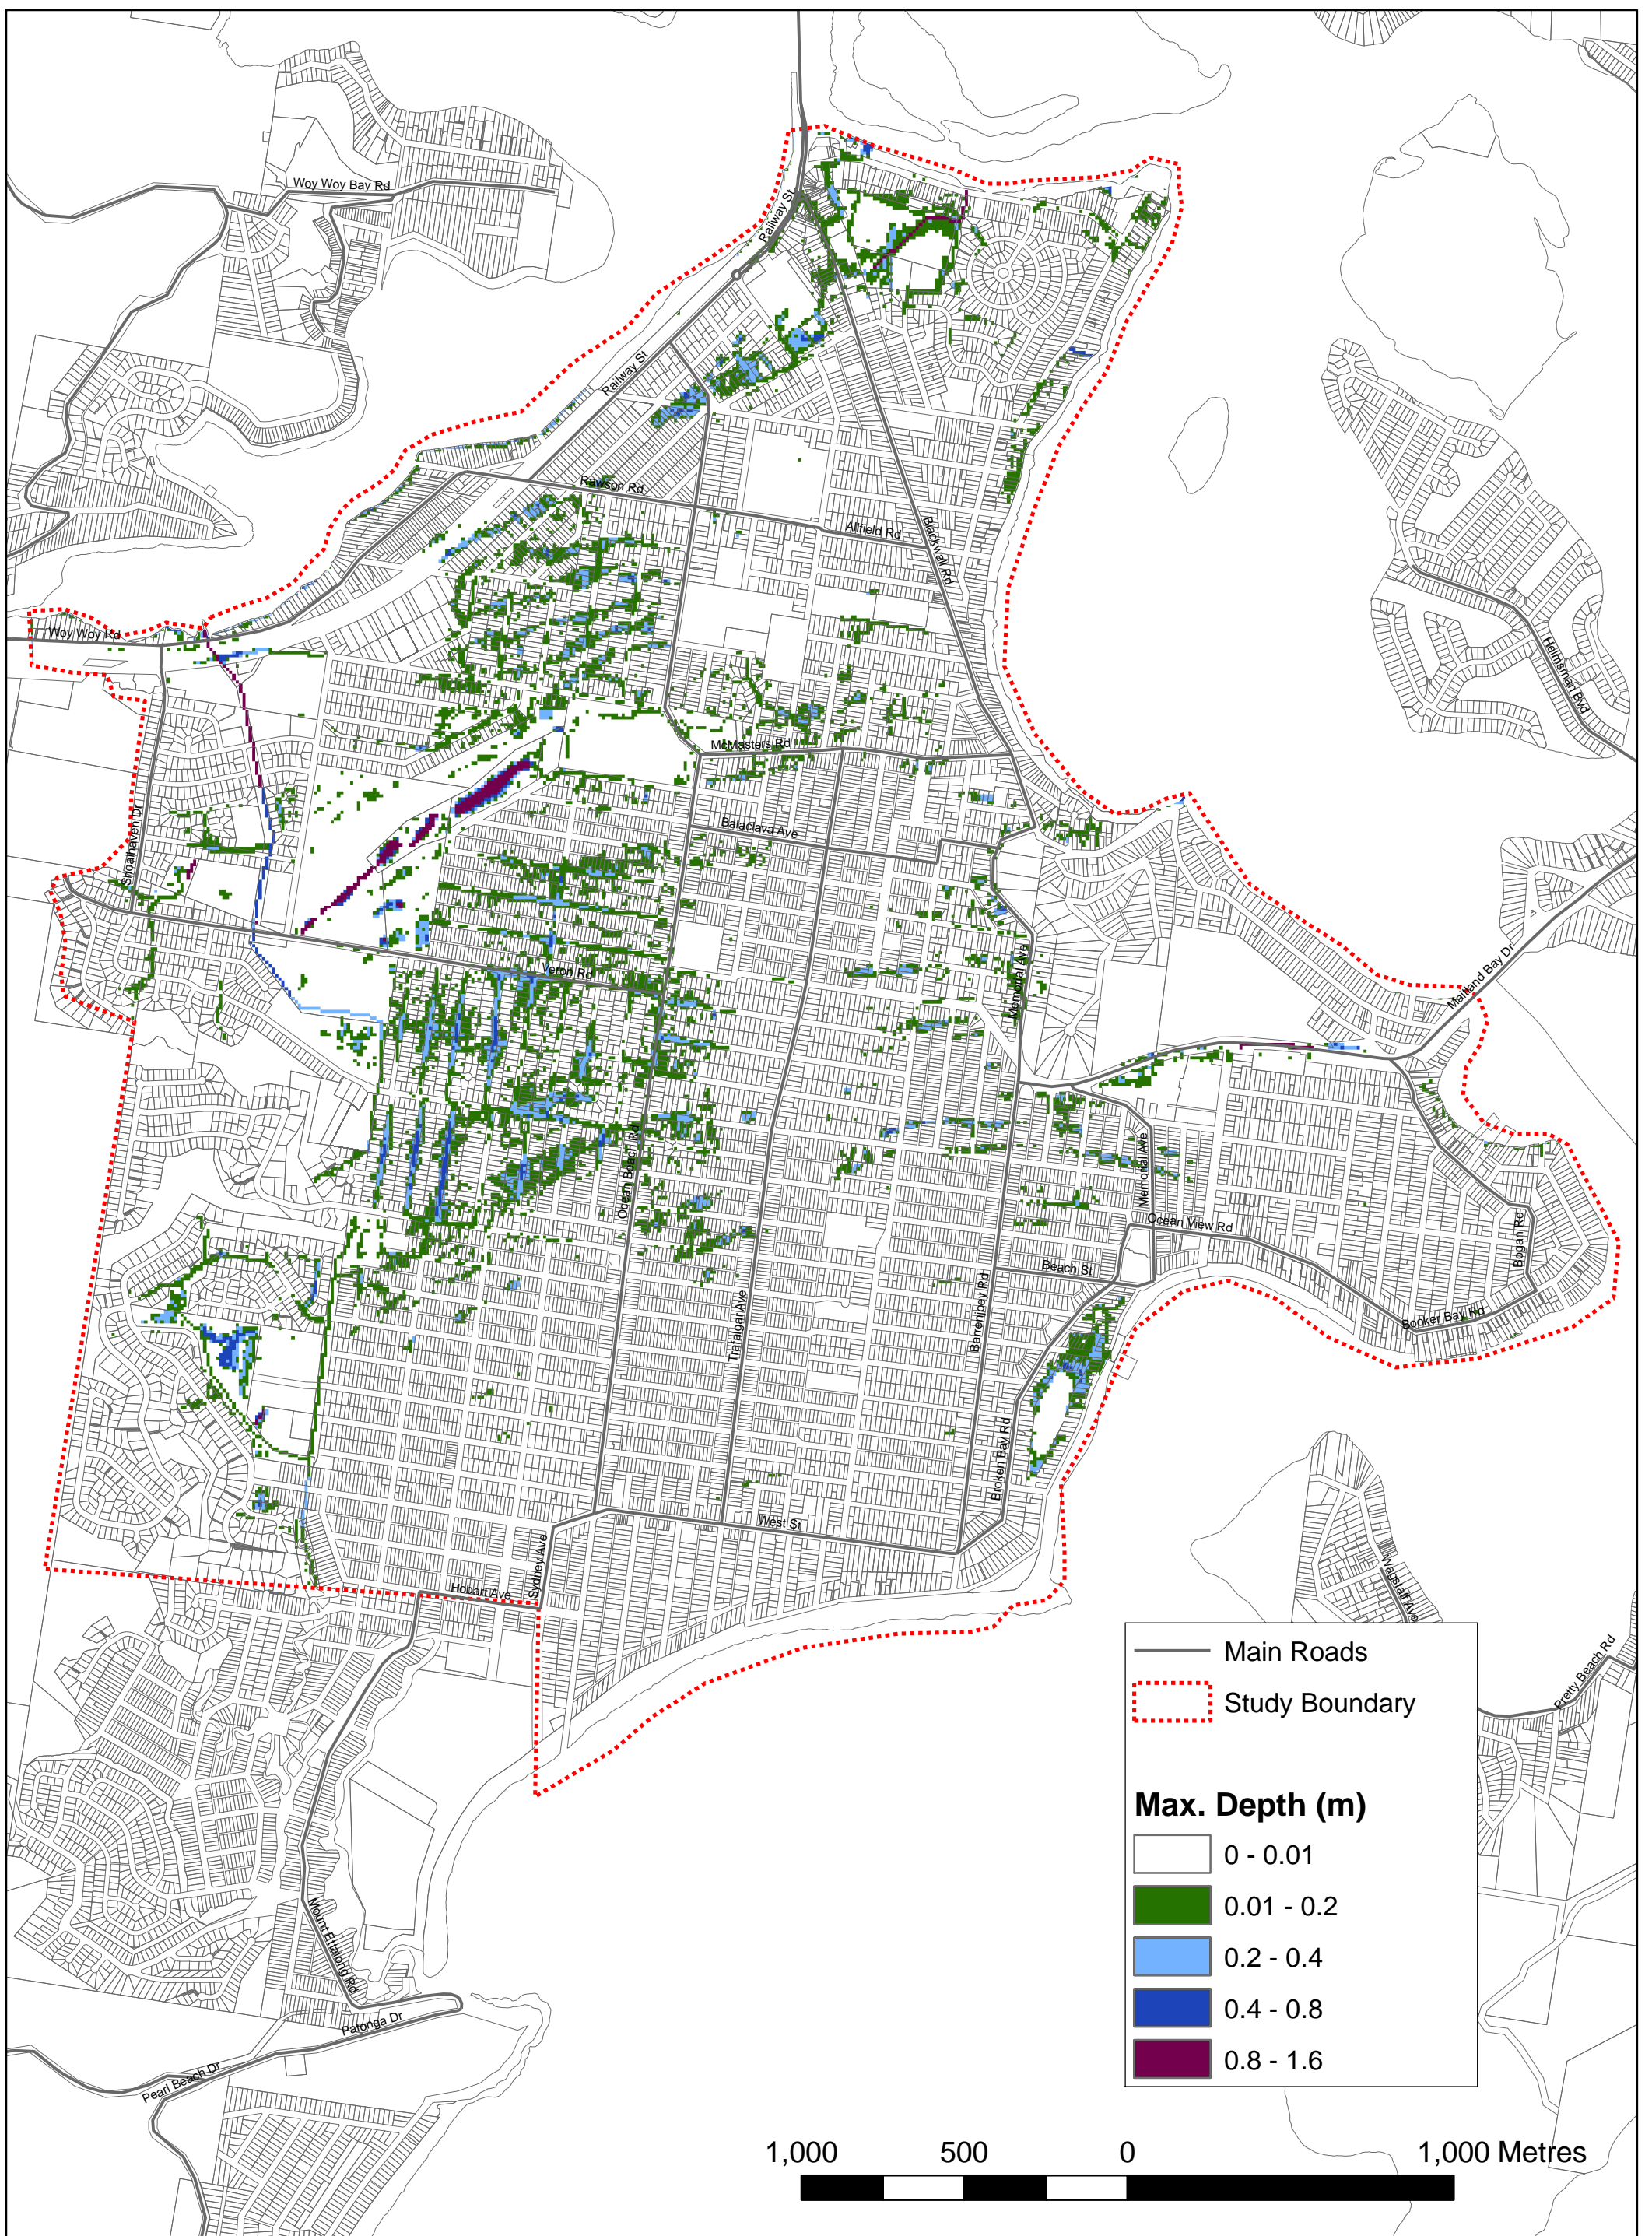 Woy Woy Bay Rd
Railway St
Railway St
Rawson Rd
Allfield Rd
Blackwall Rd
Woy Woy Rd
Helmsman Blvd
McMasters Rd
Balaclava Ave
Shoalhaven Dr
Veron Rd
Memorial Ave
Maitland Bay Dr
Ocean Beach Rd
Memorial Ave
Ocean View Rd
Bogan Rd
Beach St
Barrenjoey Rd
Trafalgar Ave
Booker Bay Rd
Broken Bay Rd
West St
Sydney Ave
Hobart Ave
Wagstaff Ave
Pretty Beach Rd
Main Roads
Study Boundary
Max. Depth (m)
0 - 0.01
0.01 - 0.2
0.2 - 0.4
0.4 - 0.8
0.8 - 1.6
Mount Ettalong Rd
Patonga Dr
Pearl Beach Dr
1,000 500 0 1,000 Metres